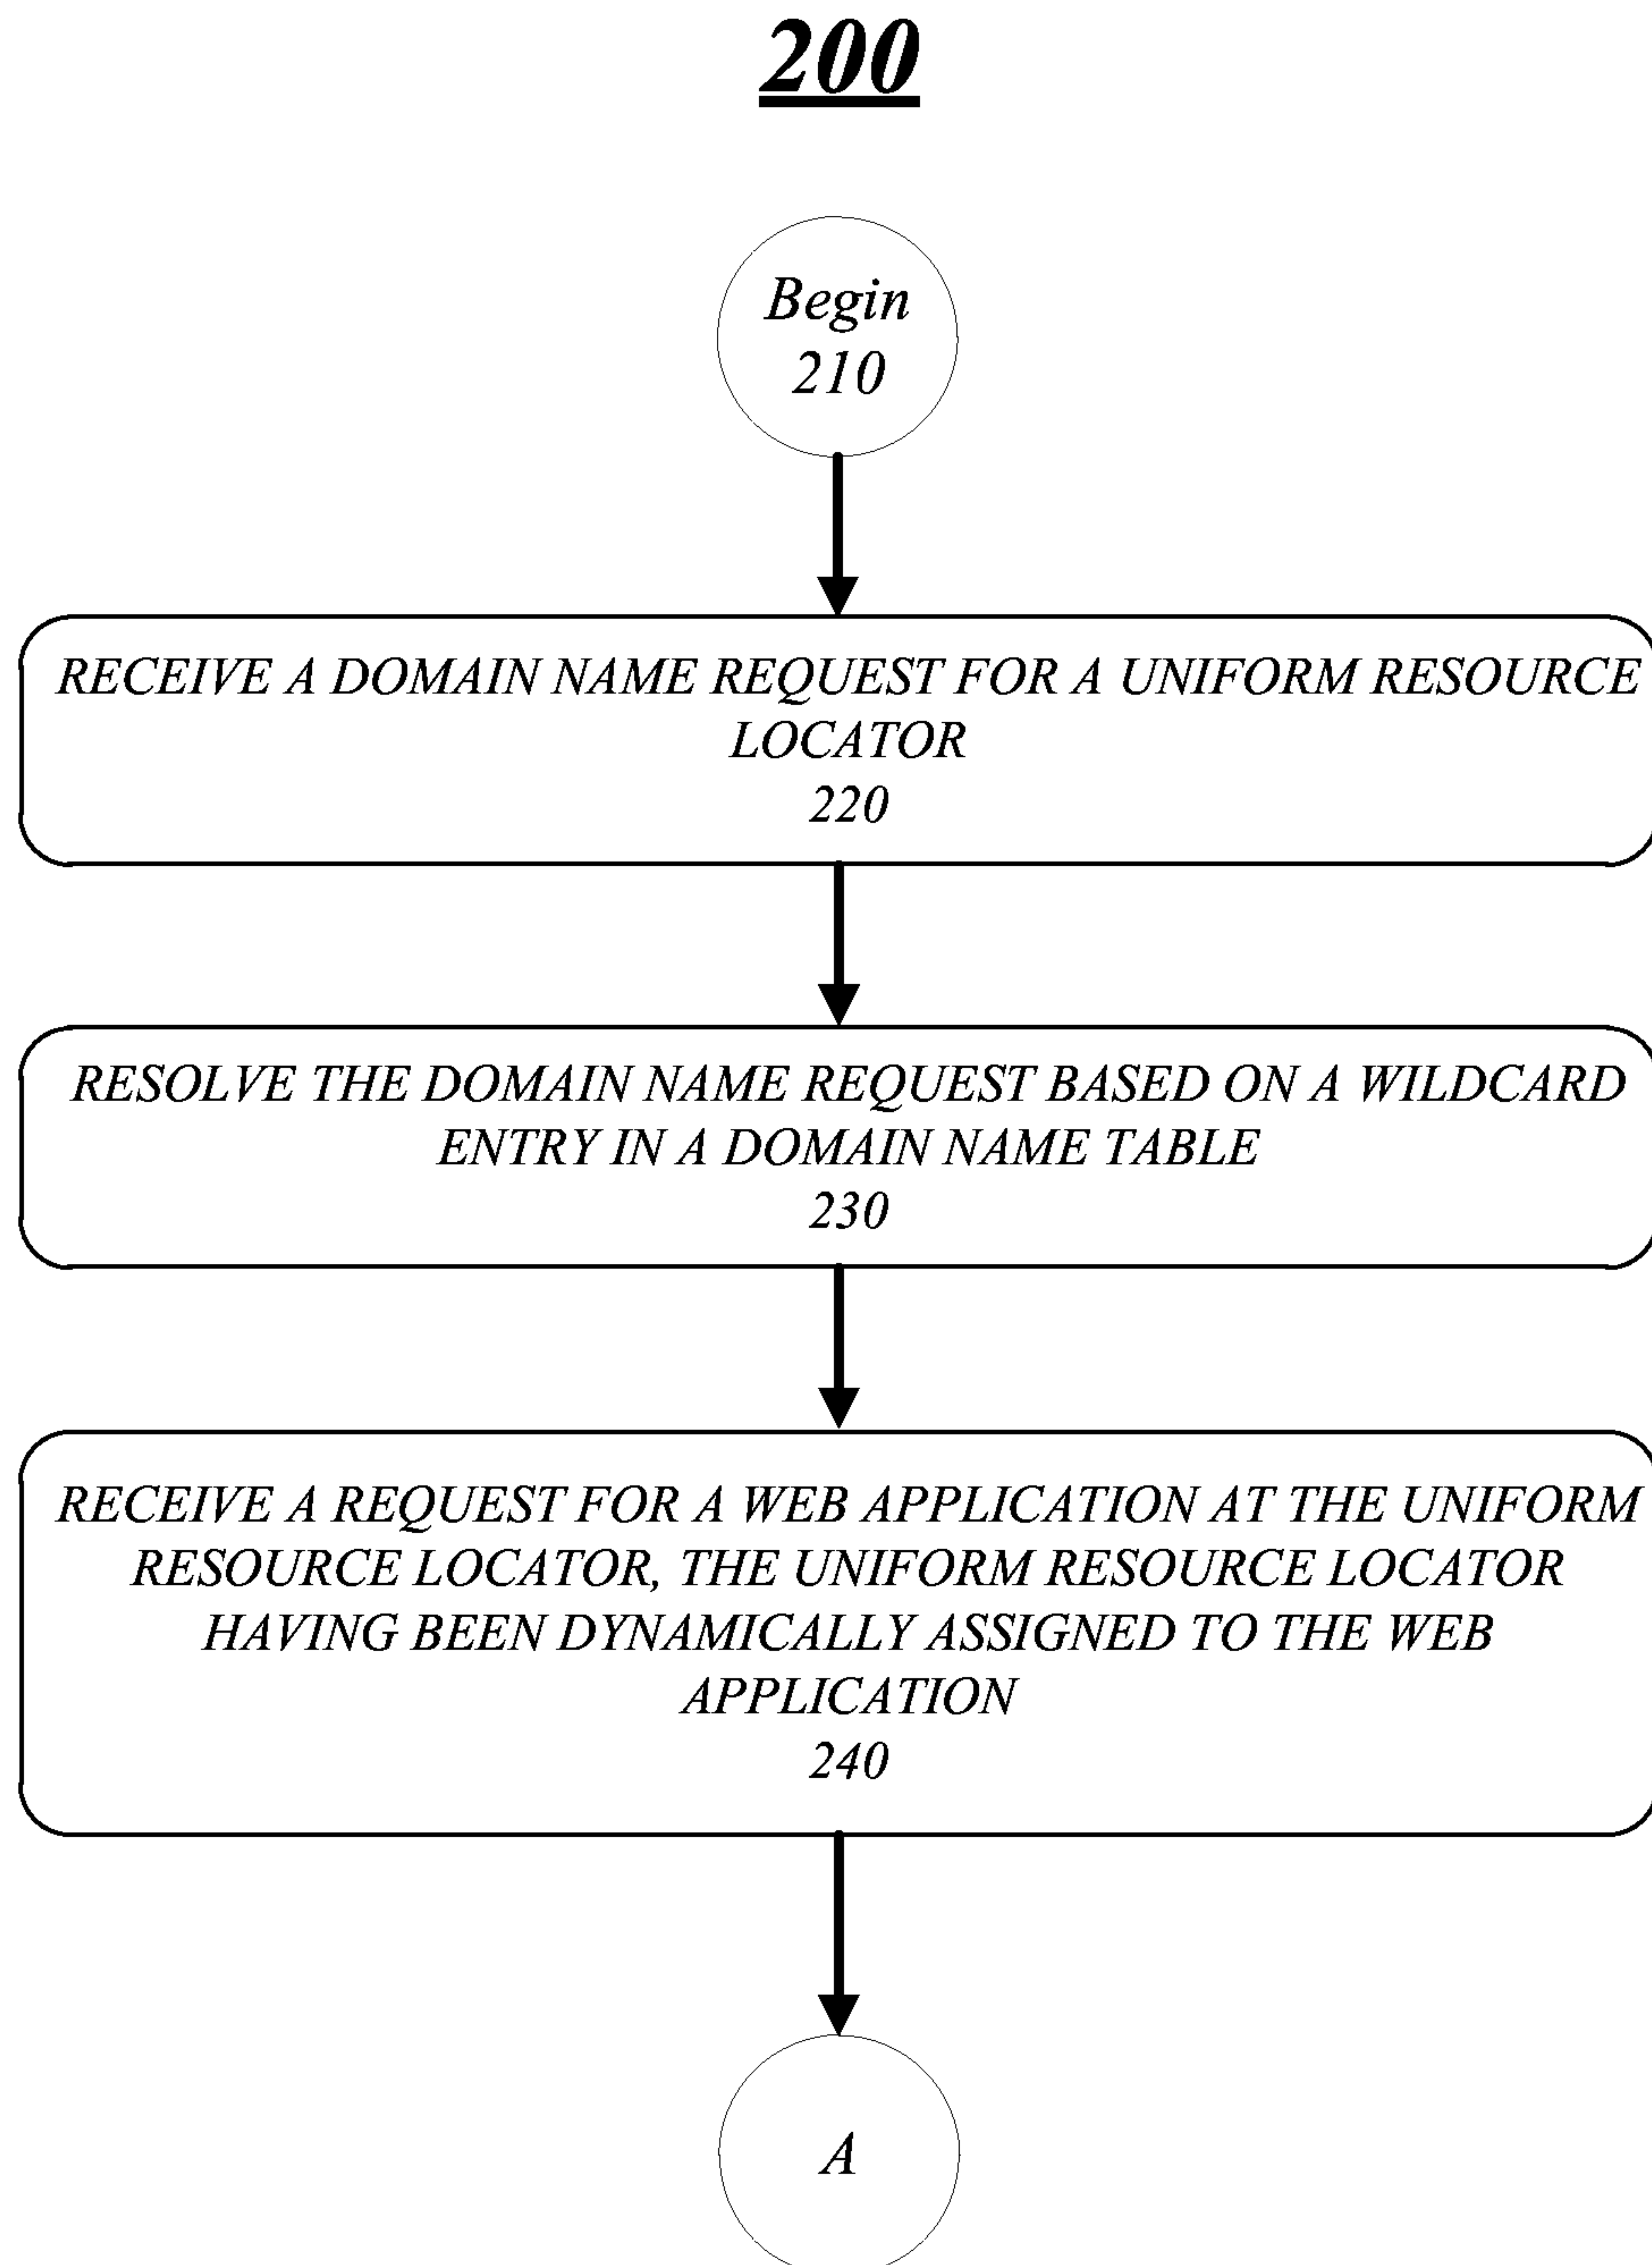 200
Begin
210
RECEIVE A DOMAIN NAME REQUEST FOR A UNIFORM RESOURCE
LOCATOR
220
RESOLVE THE DOMAIN NAME REQUEST BASED ON A WILDCARD
ENTRY IN A DOMAIN NAME TABLE
230
RECEIVE A REQUEST FOR A WEB APPLICATION AT THE UNIFORM
RESOURCE LOCATOR, THE UNIFORM RESOURCE LOCATOR
HAVING BEEN DYNAMICALLY ASSIGNED TO THE WEB
APPLICATION
240
A